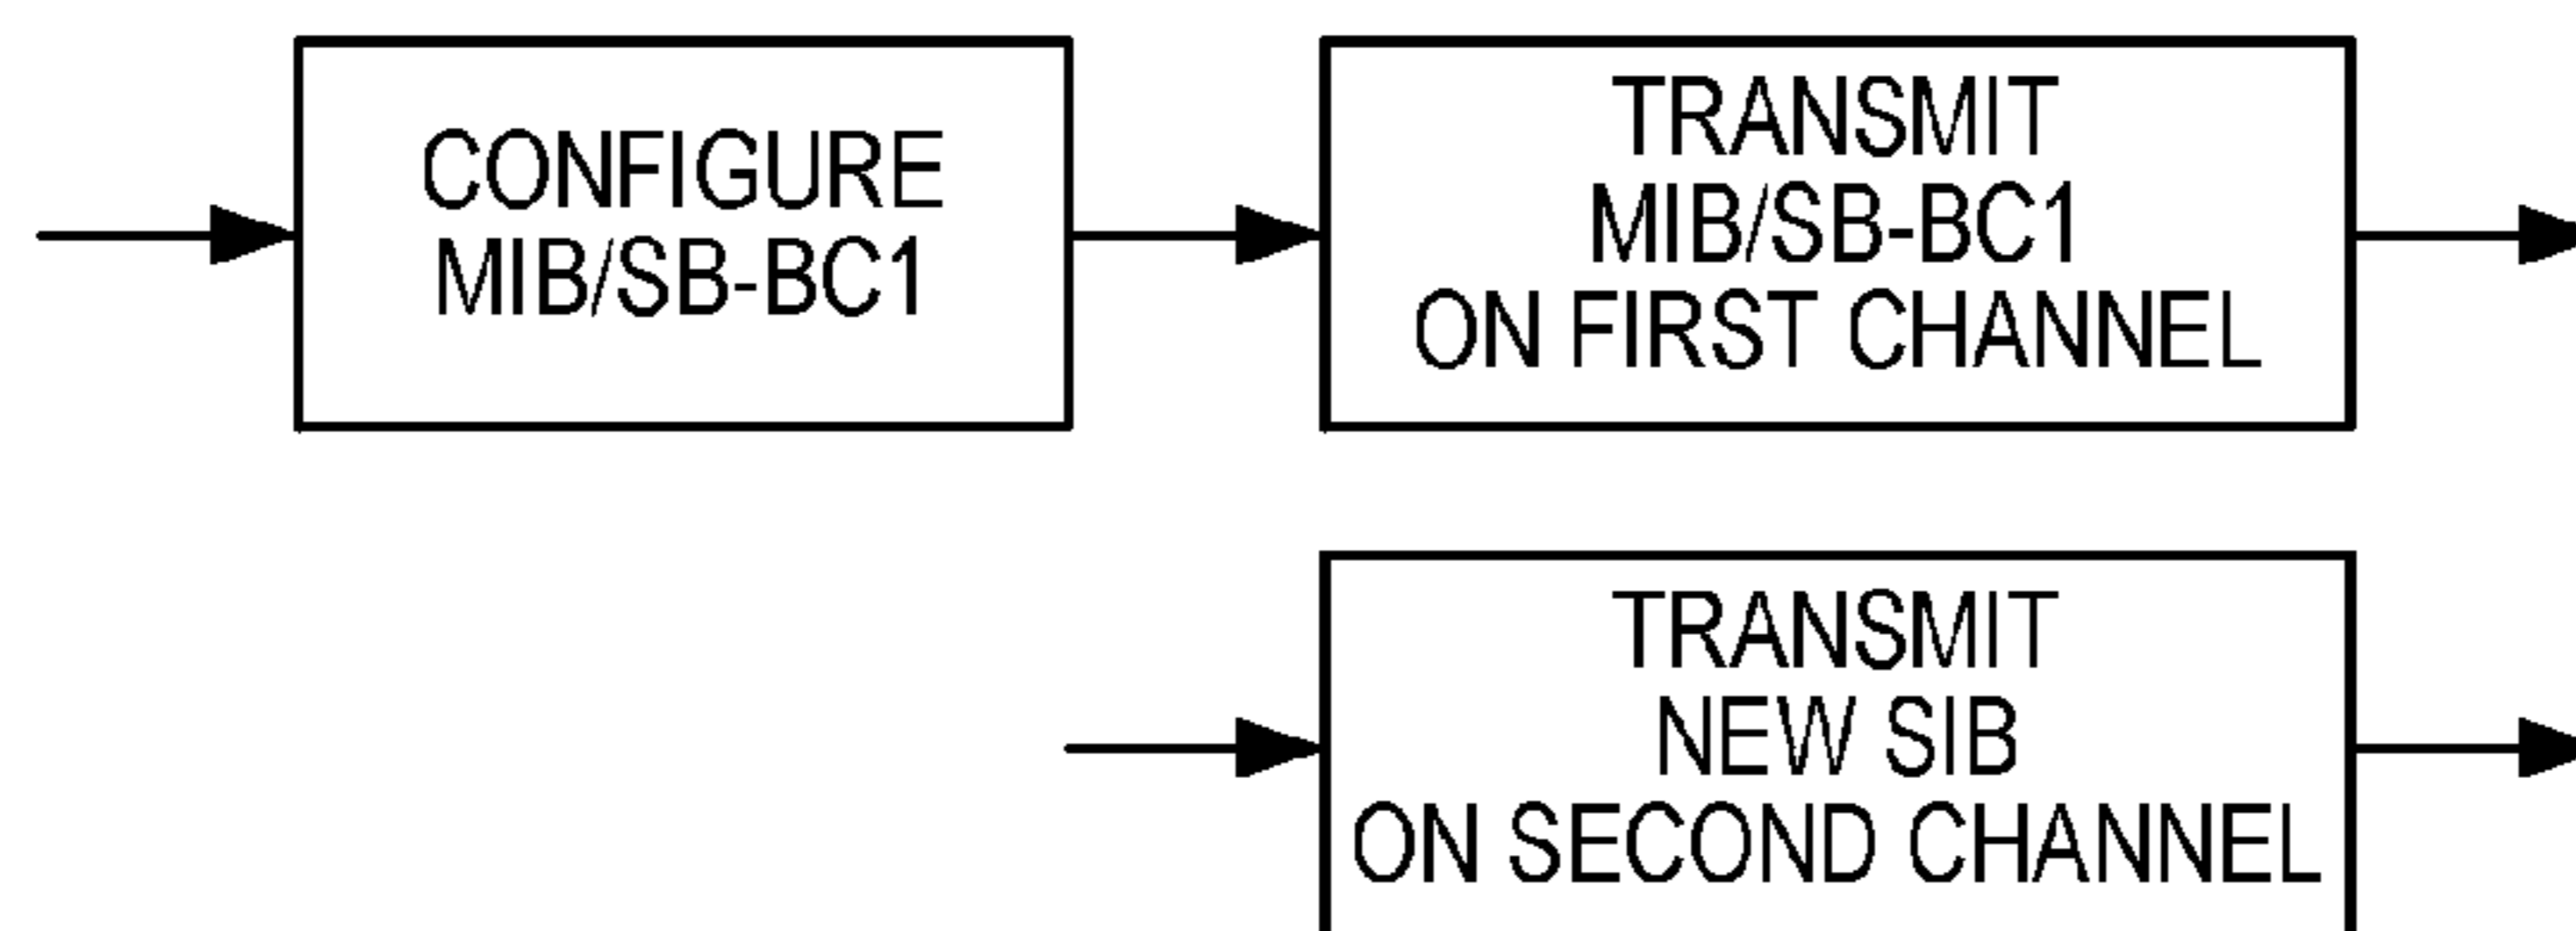 CONFIGURE
MIB/SB-BC1
TRANSMIT
MIB/SB-BC1
ON FIRST CHANNEL
TRANSMIT
NEW SIB
ON SECOND CHANNEL